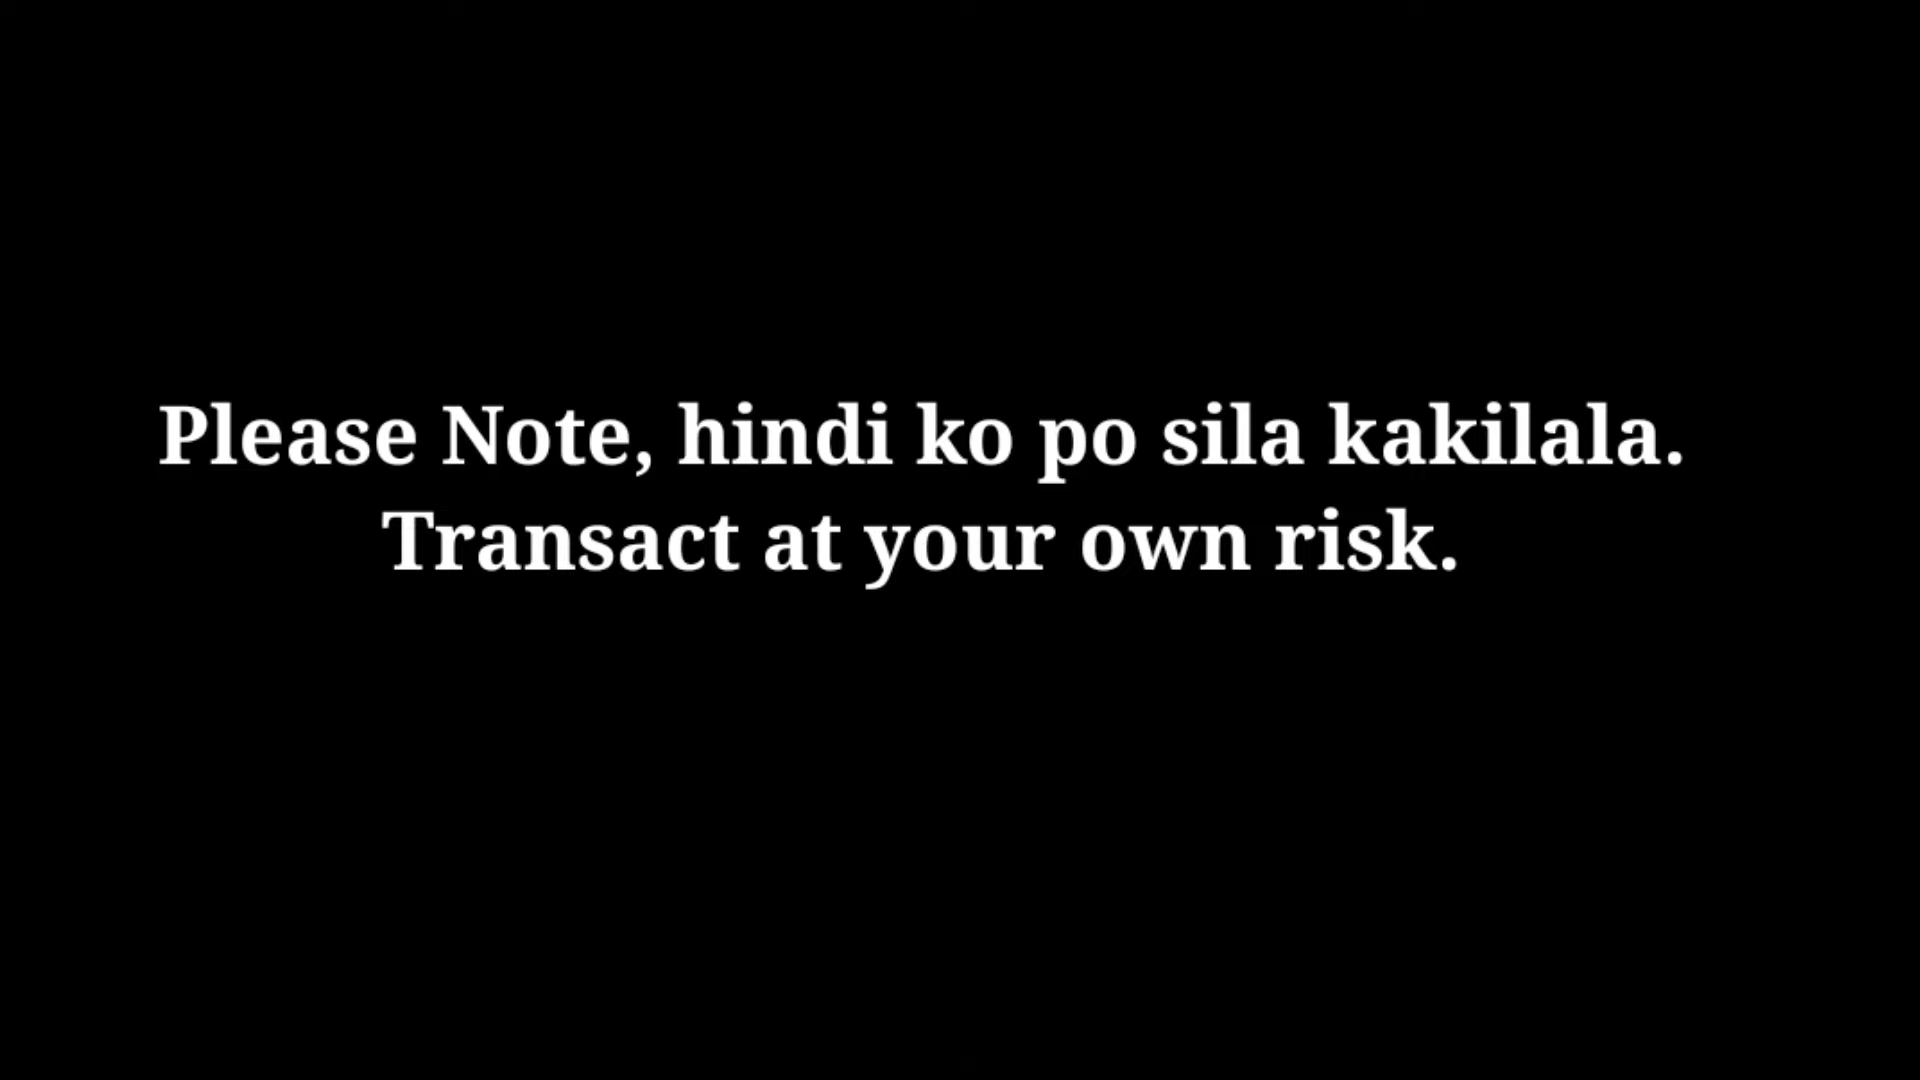 Please Note, hindi ko po sila kakilala.
Transact at your own risk.